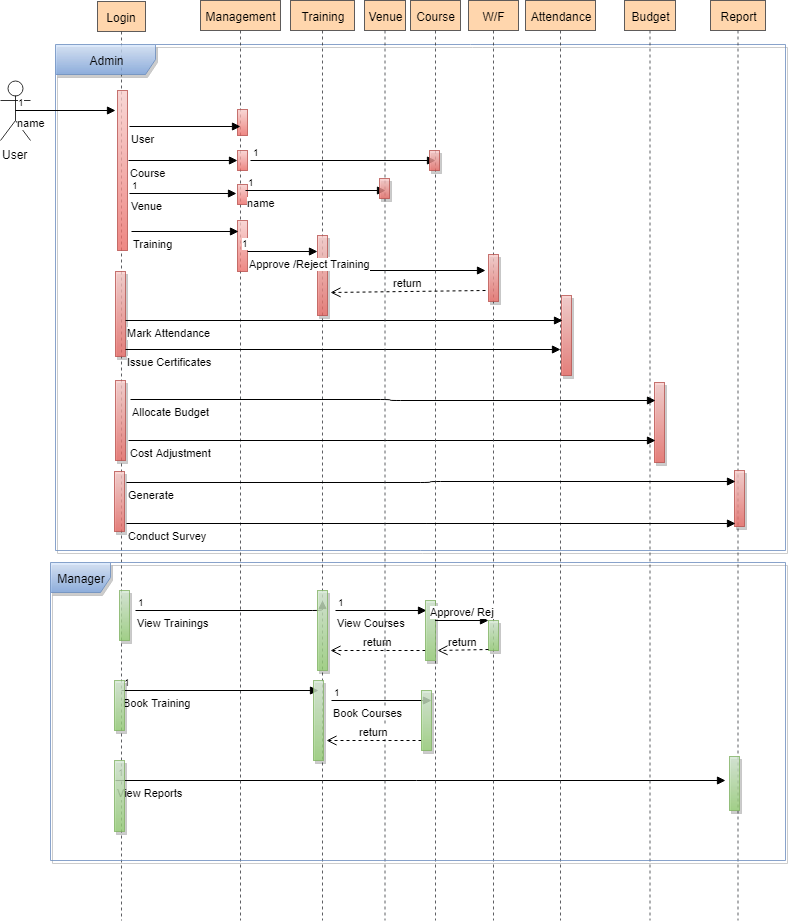 Login
Management
Training
Venue
Course
W/F
Attendance
Budget
Report
Admin
1
name
User
User
1
Course
1
1
Venue
name
Training
1
Approve /Reject Training
return
Mark Attendance
Issue Certificates
Allocate Budget
Cost Adjustment
Generate
Conduct Survey
Manager
1
1
Approve/ Rej
View Trainings
View Courses
return
return
1
Book Training
1
Book Courses
return
1
View Reports